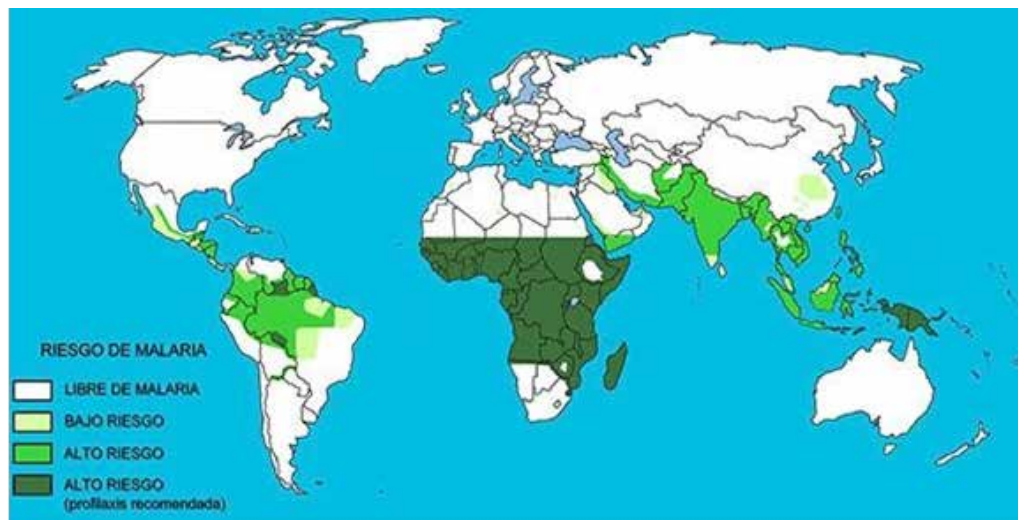 RIESGO DE MALARIA
LIBRE DE MALARIA
BAJO RIESGO
ALTO RIESGO
ALTO RIESGO
(profilaxis recomendada)